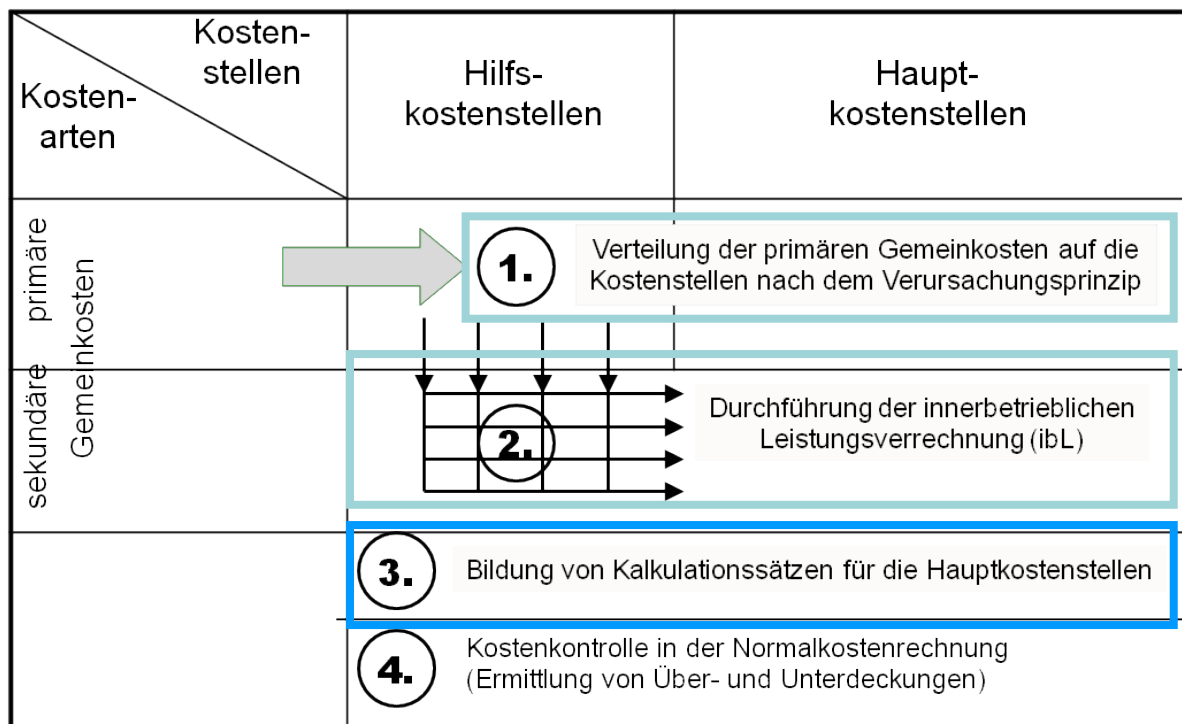 Kosten-
stellen
Kosten-
arten
Hilfs-
kostenstellen
Haupt-
kostenstellen
primäre
sekundäre
Gemeinkosten
1.
Verteilung der primären Gemeinkosten auf die
Kostenstellen nach dem Verursachungsprinzip
2.
Durchführung der innerbetrieblichen
Leistungsverrechnung (ibL)
3.
Bildung von Kalkulationssätzen für die Hauptkostenstellen
4.
Kostenkontrolle in der Normalkostenrechnung
(Ermittlung von Über- und Unterdeckungen)